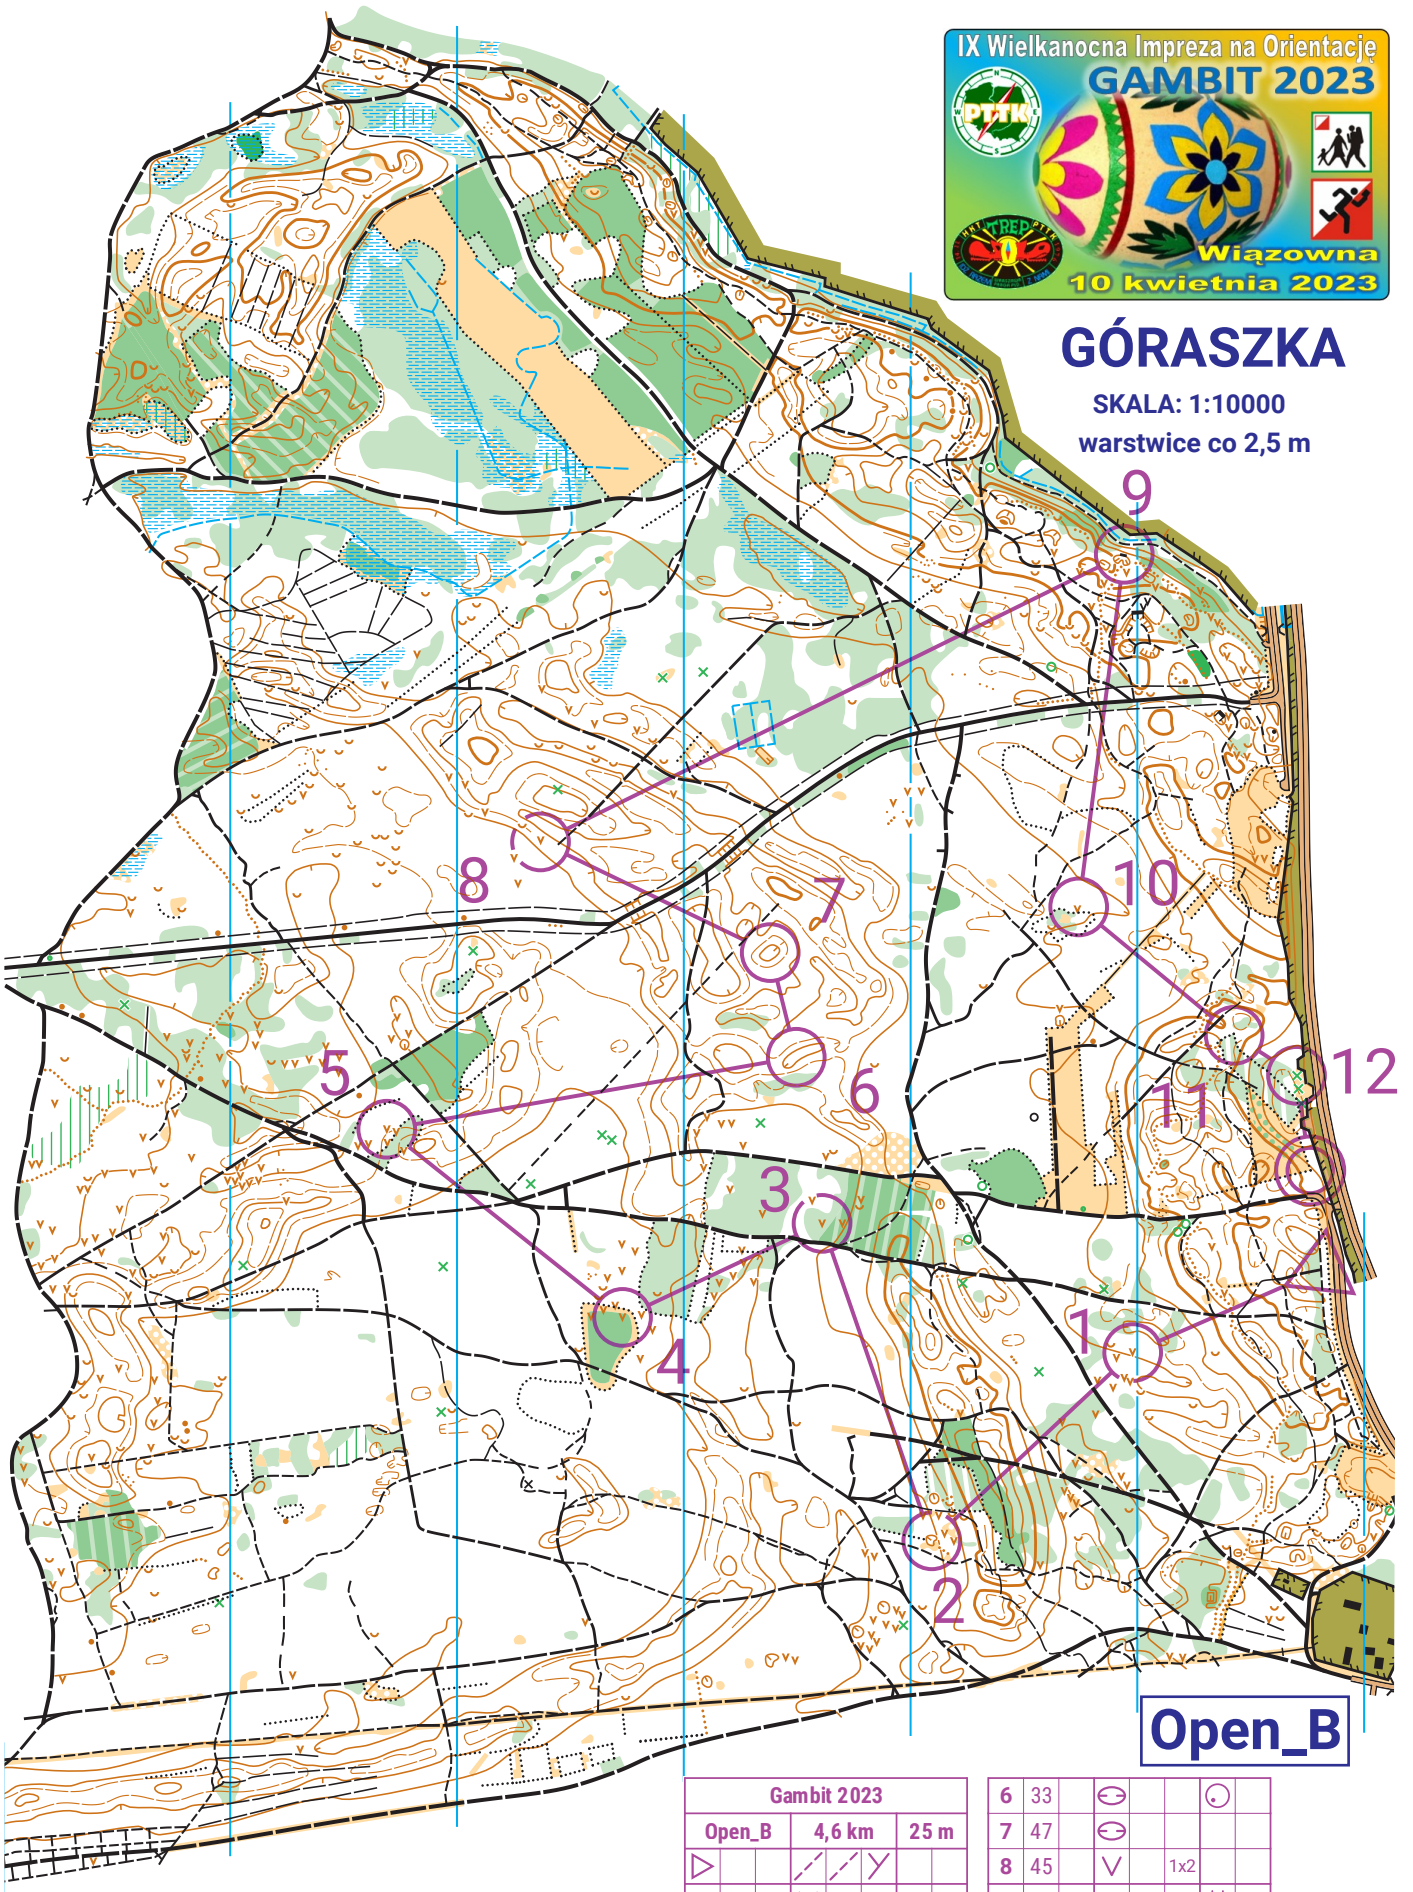 IX Wielkanocna Impreza na Orientację
GAMBIT 2023
PTTK
TREP
Wiązowna
10 kwietnia 2023
GÓRASZKA
SKALA: 1:10000
warstwice co 2,5 m
9
8
7
10
5
6
11
12
3
1
4
2
Open_B
Gambit 2023
Open_B 4,6 km 25 m
6 33
7 47
8 45 1x2